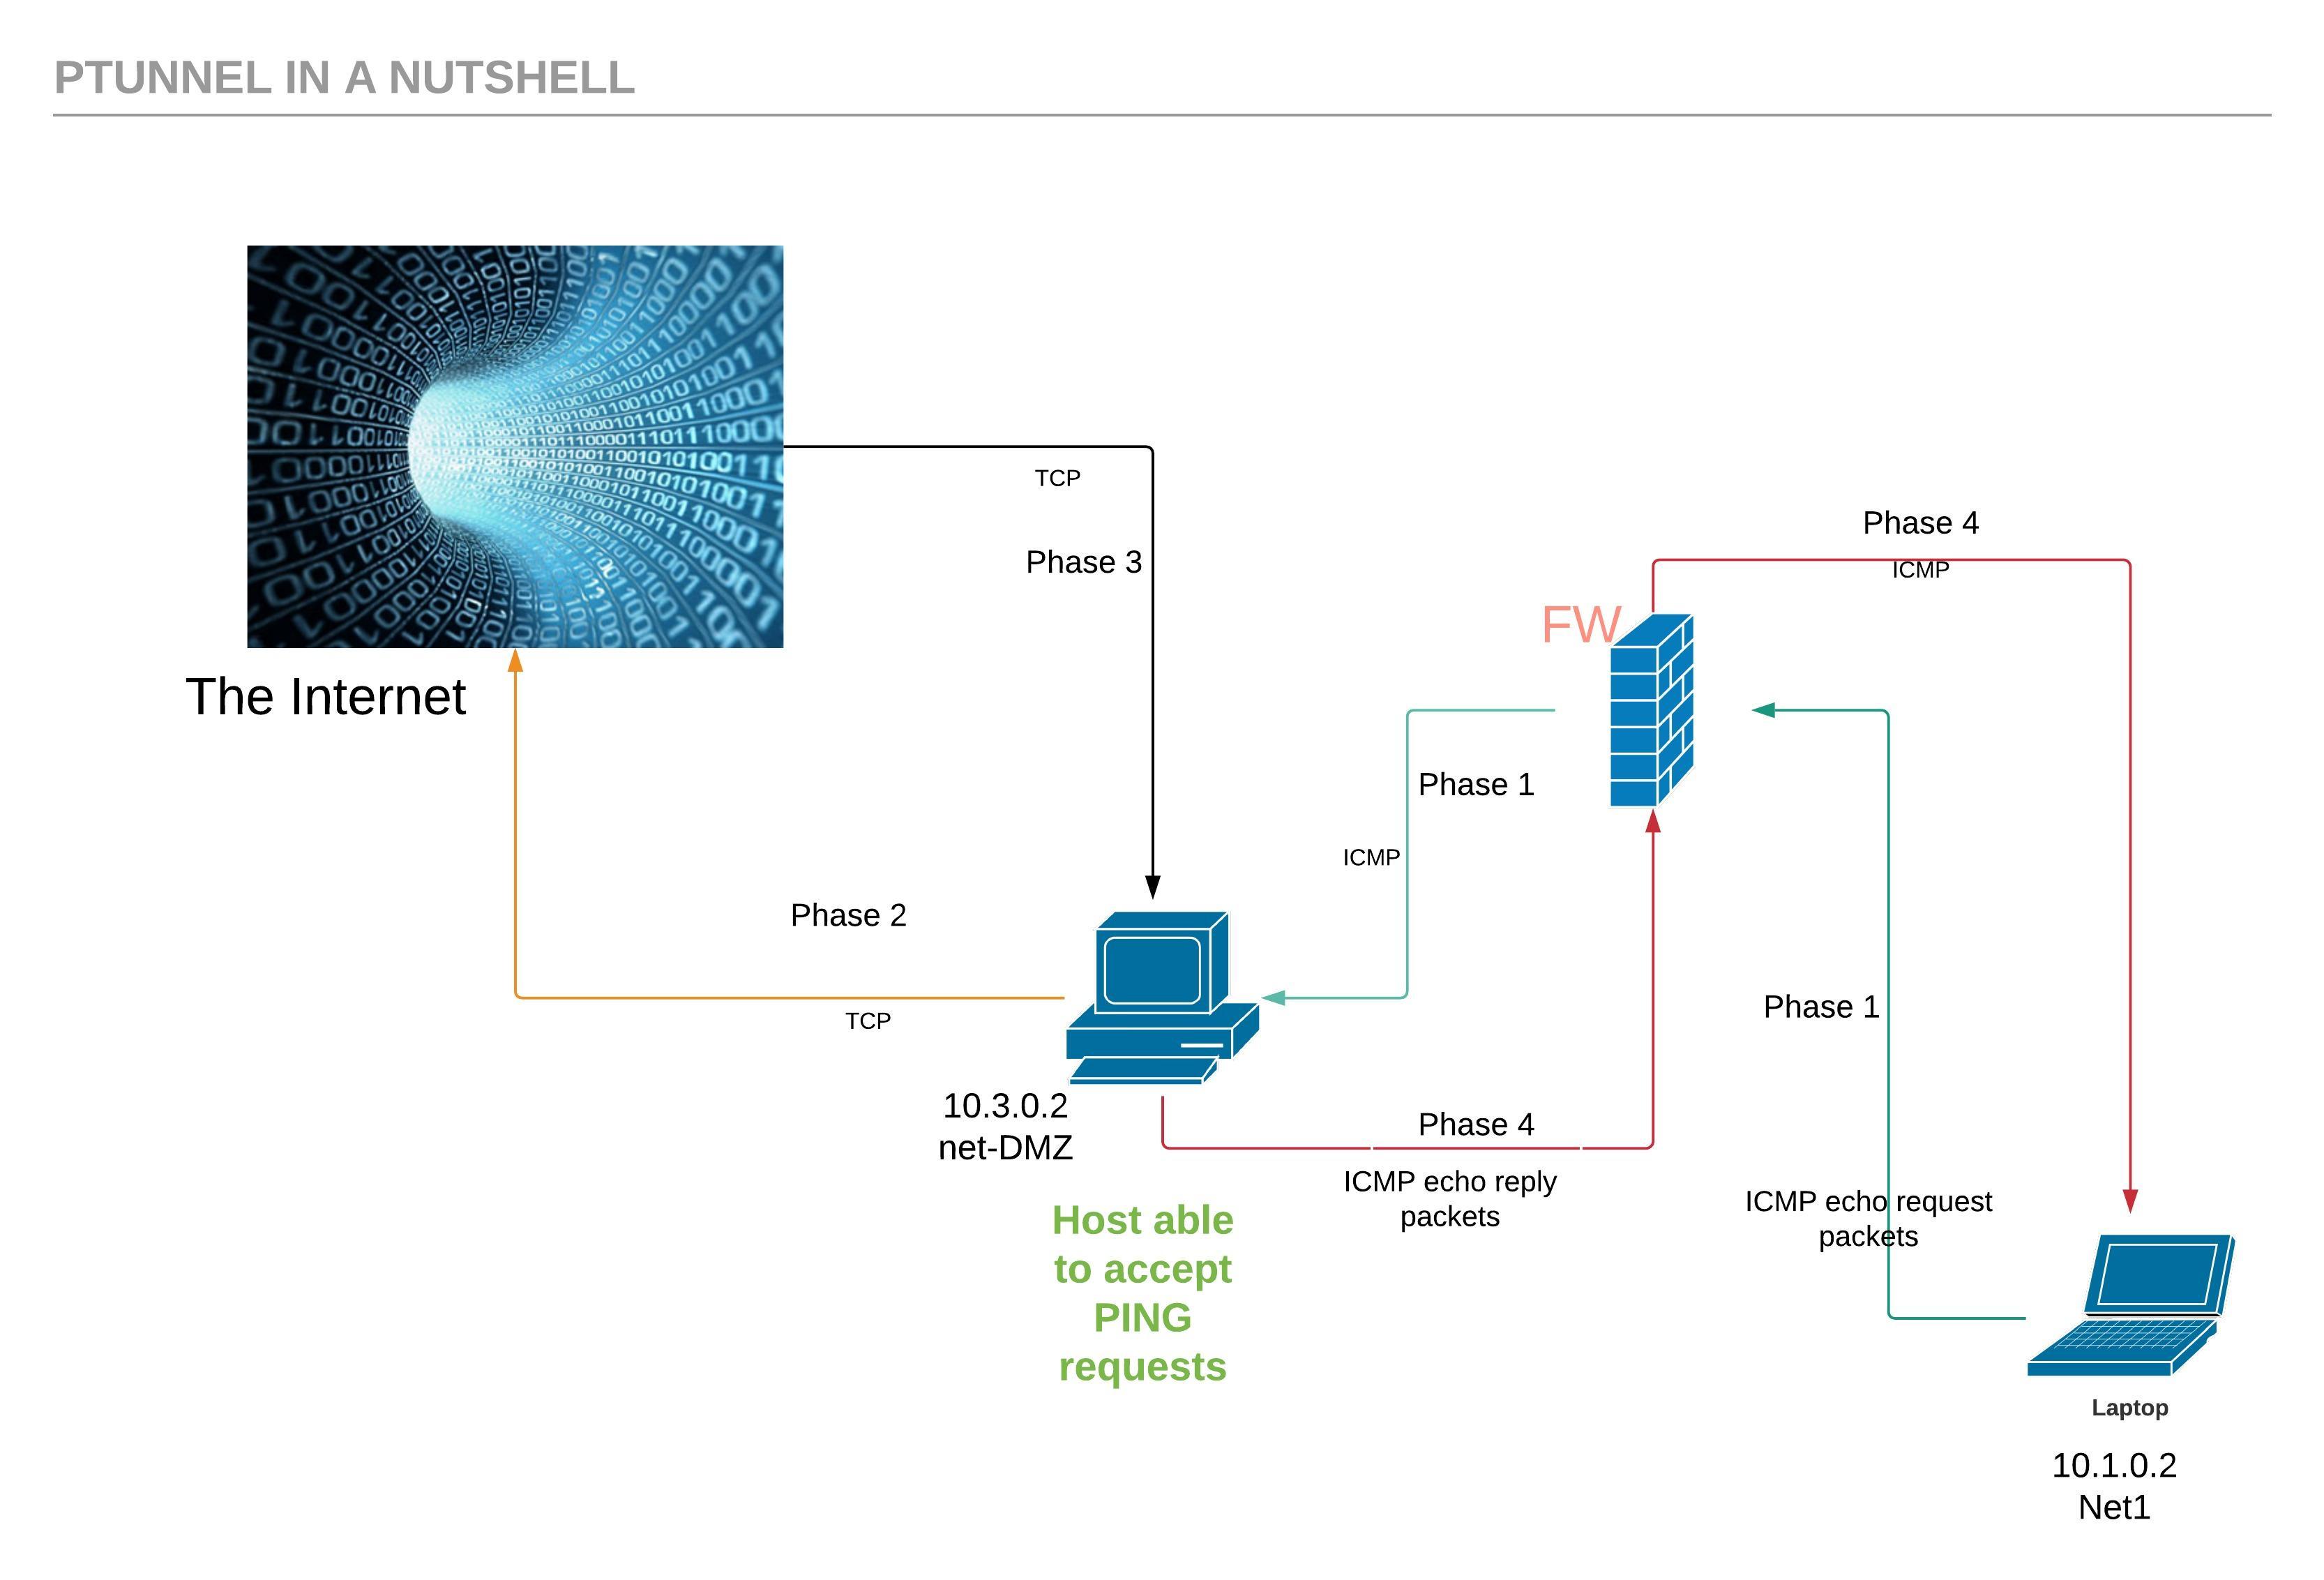 PTUNNEL IN A NUTSHELL
TCP
Phase 3
Phase 4
ICMP
FW
The Internet
Phase 1
ICMP
Phase 2
TCP
Phase 1
10.3.0.2
net-DMZ
Phase 4
ICMP echo reply
packets
ICMP echo request
packets
Host able
to accept
PING
requests
Laptop
10.1.0.2
Net1